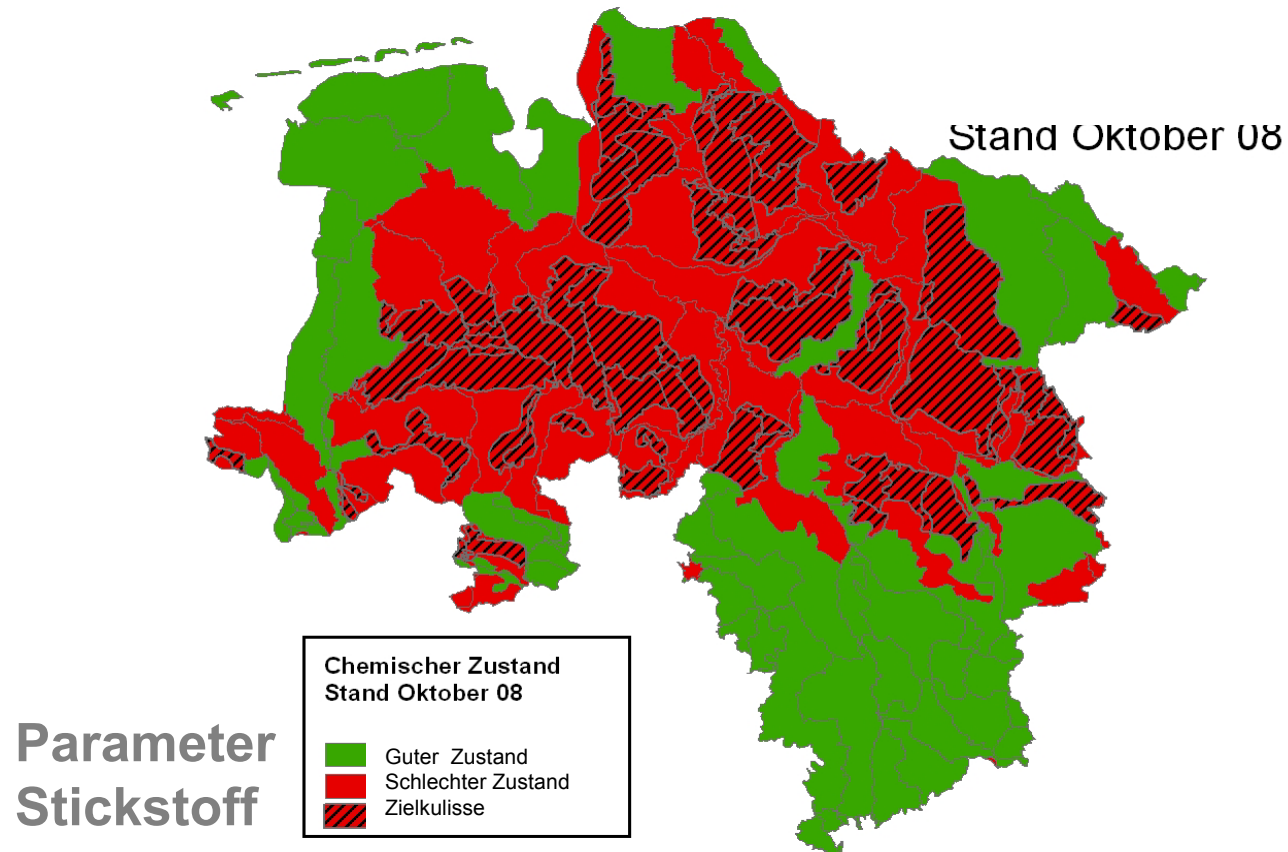 Stand Oktober 08
Chemischer Zustand
Stand Oktober 08
Guter Zustand
Schlechter Zustand
Zielkulisse
Parameter
Stickstoff